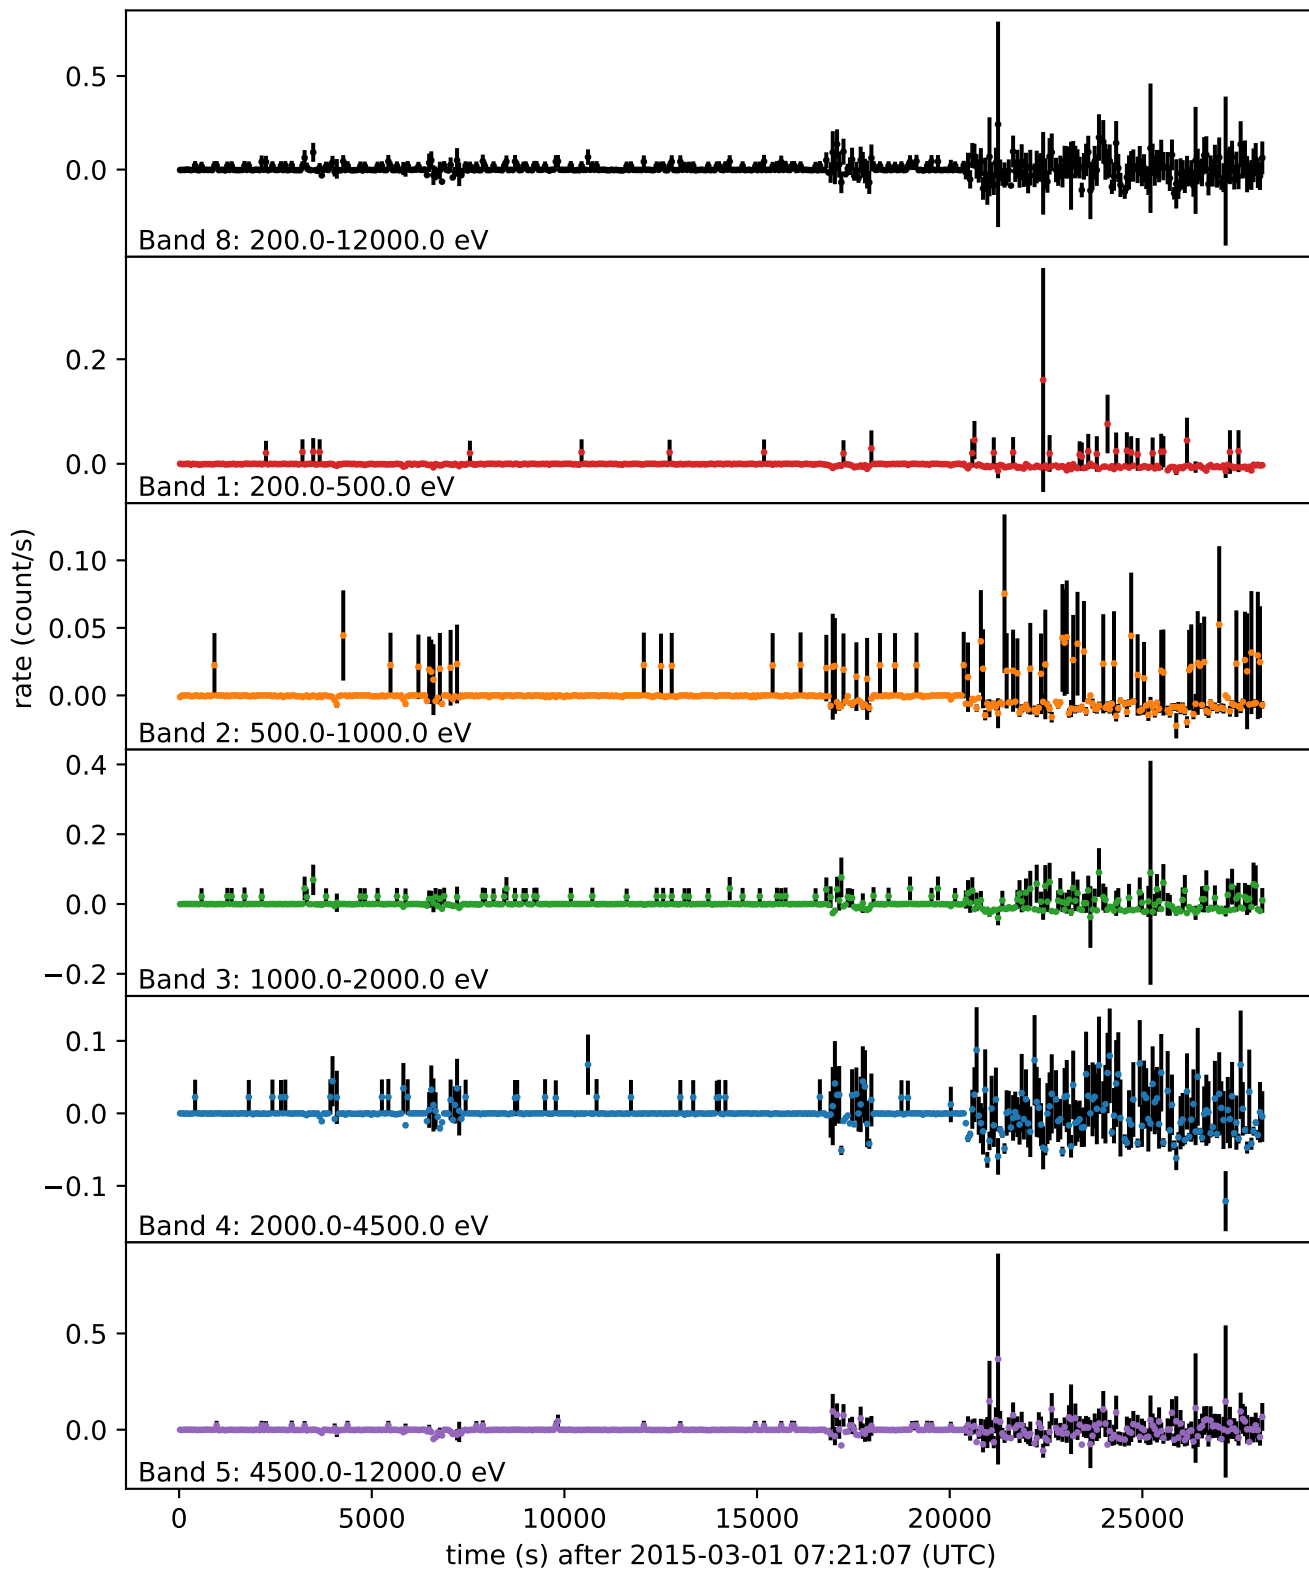 0.5
0.0
Band 8: 200.0-12000.0 eV
0.2
0.0
Band 1: 200.0-500.0 eV
rate (count/s)
0.10
0.05
0.00
Band 2: 500.0-1000.0 eV
0.4
0.2
0.0
−0.2
Band 3: 1000.0-2000.0 eV
0.1
0.0
−0.1
Band 4: 2000.0-4500.0 eV
0.5
0.0
Band 5: 4500.0-12000.0 eV
0 5000 10000 15000 20000 25000
time (s) after 2015-03-01 07:21:07 (UTC)